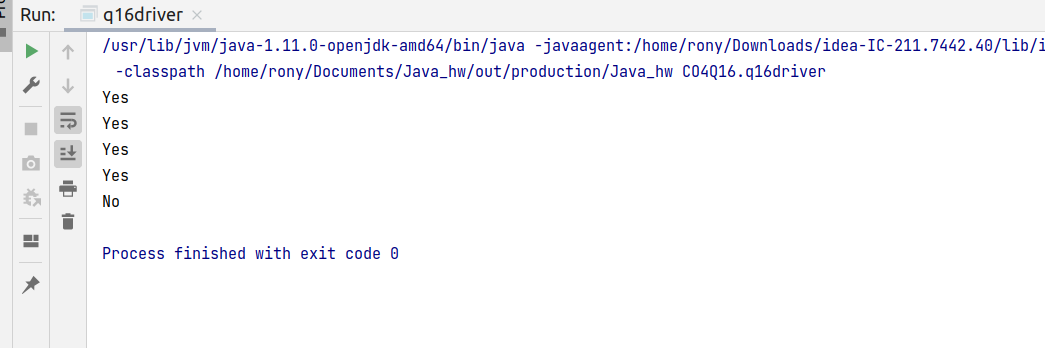 Run: q16driver
/usr/lib/jvm/java-1.11.0-openjdk-amd64/bin/java -javaagent:/home/rony/Downloads/idea-IC-211.7442.40/lib/i
-classpath /home/rony/Documents/Java_hw/out/production/Java_hw CO4Q16.q16driver
Yes
Yes
Yes
Yes
No
Process finished with exit code 0